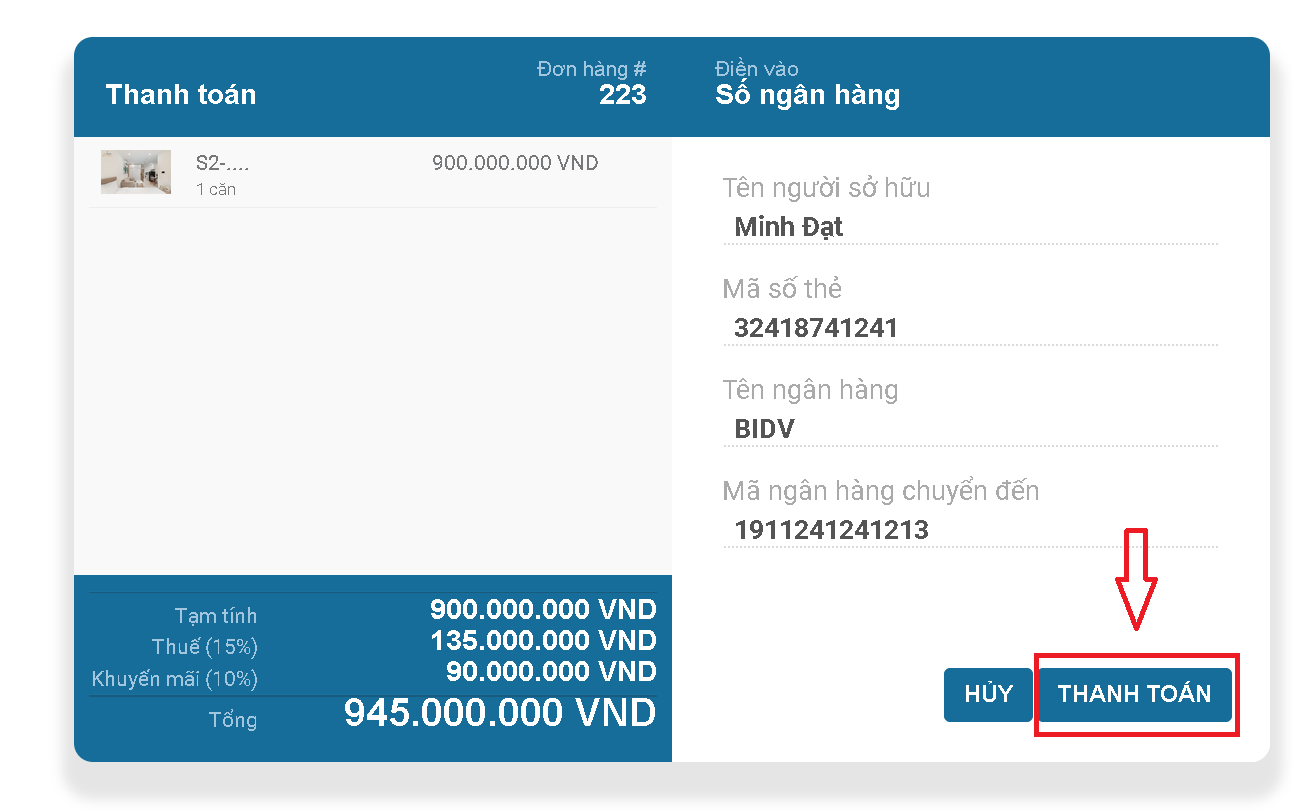 Thanh toán
Đơn hàng #
223
Điền vào
Số ngân hàng
S2-....
1 căn
900.000.000 VND
Tên người sở hữu
Minh Đạt
Mã số thẻ
32418741241
Tên ngân hàng
BIDV
Mã ngân hàng chuyển đến
1911241241213
Tạm tính 900.000.000 VND
Thuế (15%) 135.000.000 VND
Khuyến mãi (10%) 90.000.000 VND
Tổng 945.000.000 VND
HỦY
THANH TOÁN